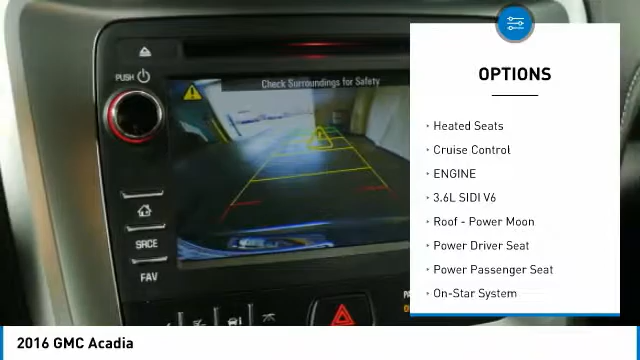 PUSH
Check Surroundings for Safety
SRCE
FAV
OPTIONS
Heated Seats
Cruise Control
ENGINE
3.6L SIDI V6
Roof - Power Moon
Power Driver Seat
Power Passenger Seat
On-Star System
2016 GMC Acadia